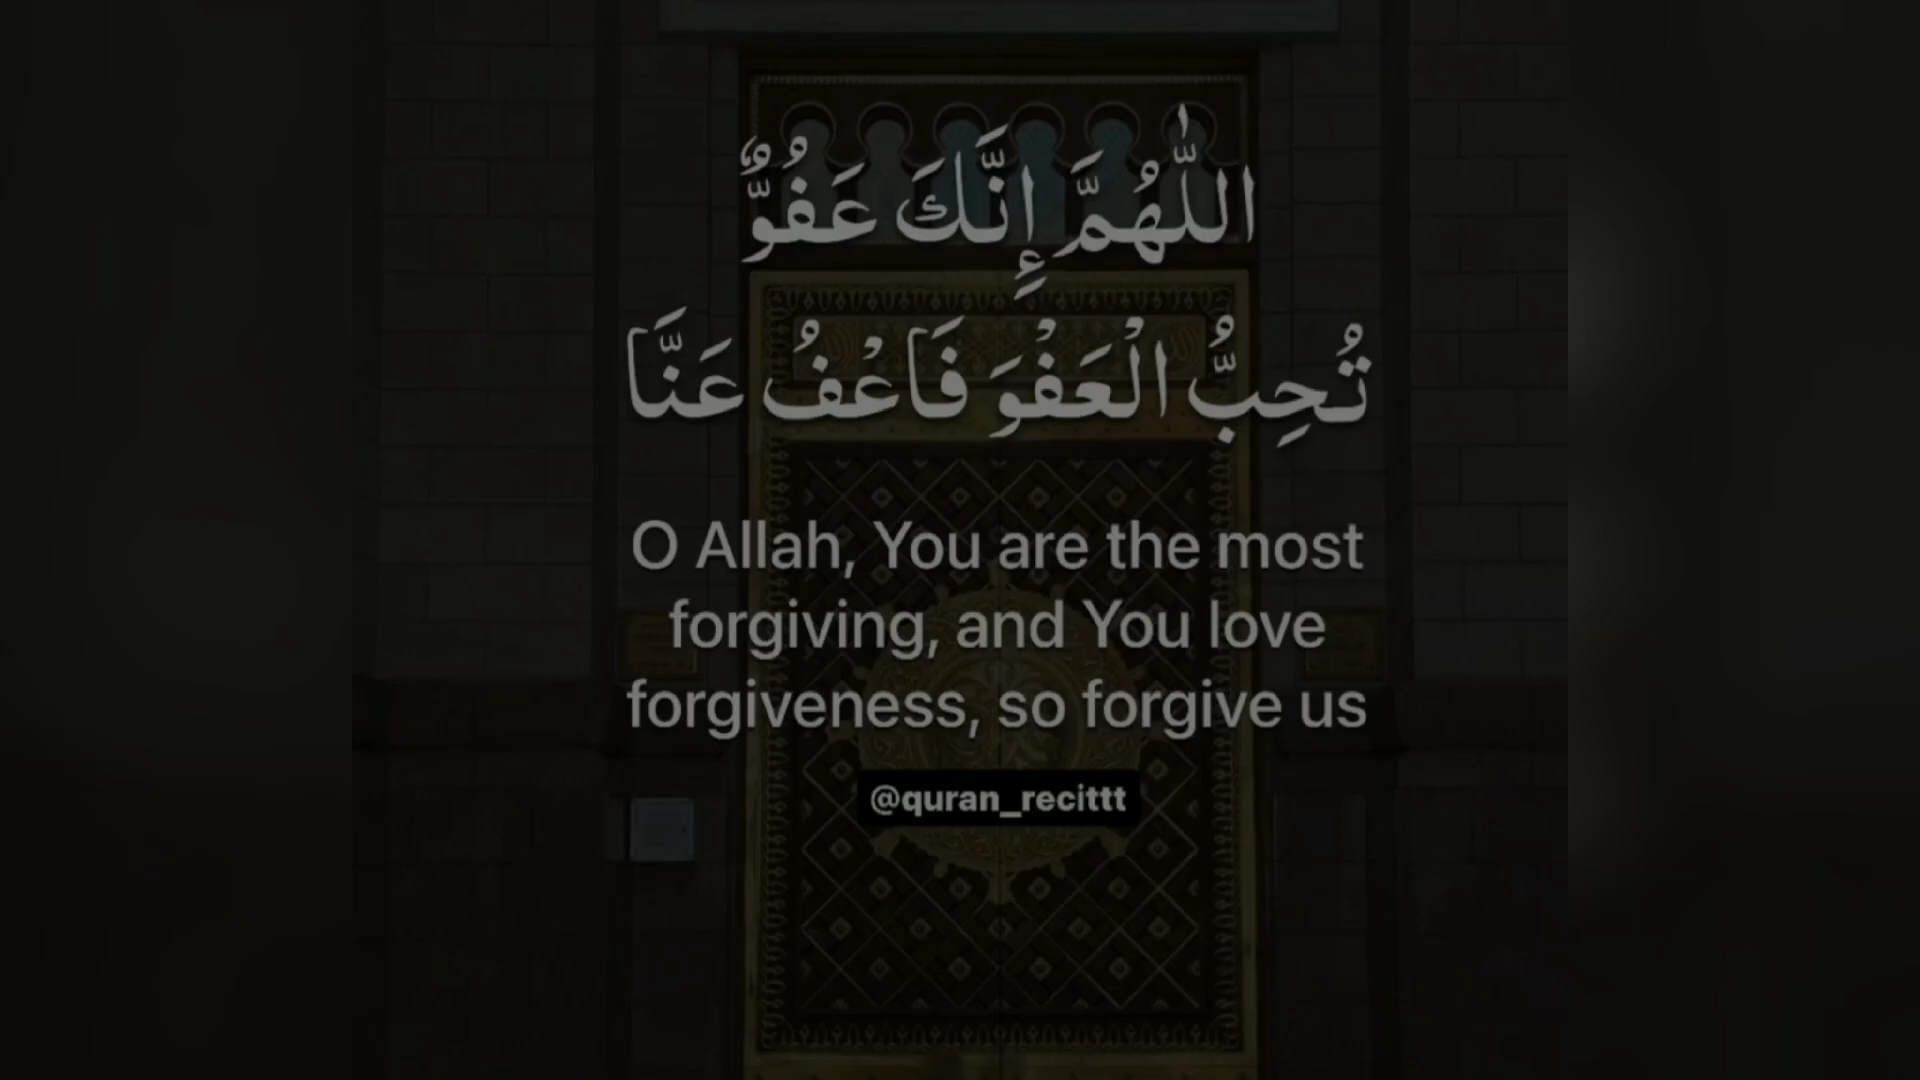 اللّٰهُمَّ إِنَّكَ عَفُوٌّ
تُحِبُّ الْعَفْوَ فَاعْفُ عَنَّا
O Allah, You are the most
forgiving, and You love
forgiveness, so forgive us
@quran_recittt